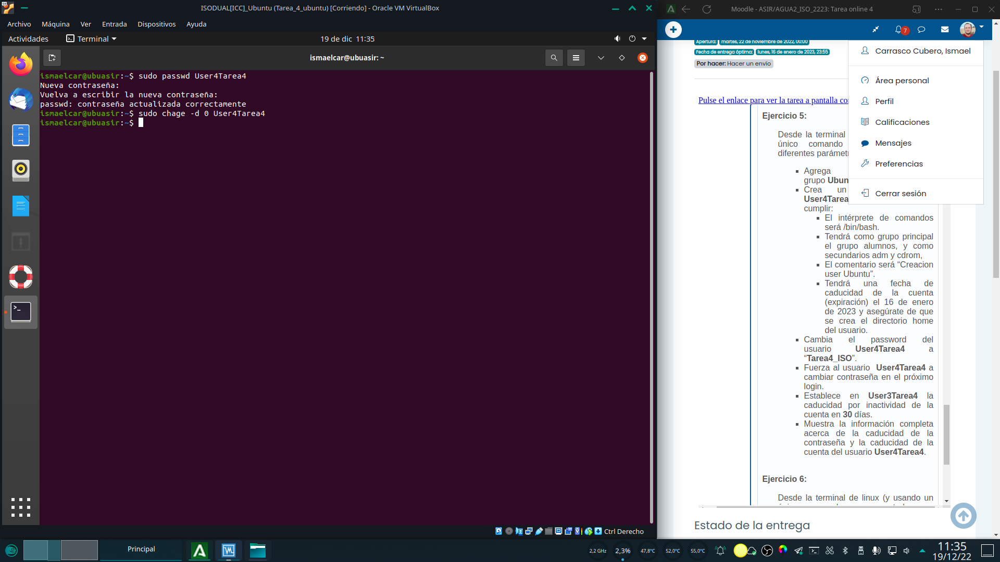 ISODUAL[ICC]_Ubuntu (Tarea_4_ubuntu) [Corriendo] - Oracle VM VirtualBox
Archivo Máquina Ver Entrada Dispositivos Ayuda
Actividades Terminal 19 de dic 11:35
ismaelcar@ubuasir: ~
ismaelcar@ubuasir:~$ sudo passwd User4Tarea4
Nueva contraseña:
Vuelva a escribir la nueva contraseña:
passwd: contraseña actualizada correctamente
ismaelcar@ubuasir:~$ sudo chage -d 0 User4Tarea4
ismaelcar@ubuasir:~$
Ctrl Derecho
Moodle - ASIR/AGUA2_ISO_2223: Tarea online 4
7
Apertura: martes, 22 de noviembre de 2022, 00:00
Fecha de entrega óptima: lunes, 16 de enero de 2023, 23:55
Por hacer: Hacer un envío
Carrasco Cubero, Ismael
Área personal
Perfil
Calificaciones
Mensajes
Preferencias
Cerrar sesión
Pulse el enlace para ver la tarea a pantalla co
Ejercicio 5:
Desde la terminal
único comando
diferentes parámet
Agrega
grupo Ubun
Crea un
User4Tarea
cumplir:
El intérprete de comandos
será /bin/bash.
Tendrá como grupo principal
el grupo alumnos, y como
secundarios adm y cdrom,
El comentario será “Creacion
user Ubuntu”.
Tendrá una fecha de
caducidad de la cuenta
(expiración) el 16 de enero
de 2023 y asegúrate de que
se crea el directorio home
del usuario.
Cambia el password del
usuario User4Tarea4 a
“Tarea4_ISO”.
Fuerza al usuario User4Tarea4 a
cambiar contraseña en el próximo
login.
Establece en User3Tarea4 la
caducidad por inactividad de la
cuenta en 30 días.
Muestra la información completa
acerca de la caducidad de la
contraseña y la caducidad de la
cuenta del usuario User4Tarea4.
Ejercicio 6:
Desde la terminal de linux (y usando un
Estado de la entrega
Principal
2,2 GHz 2,3% 47,8°C 52,0°C 55,0°C
11:35
19/12/22